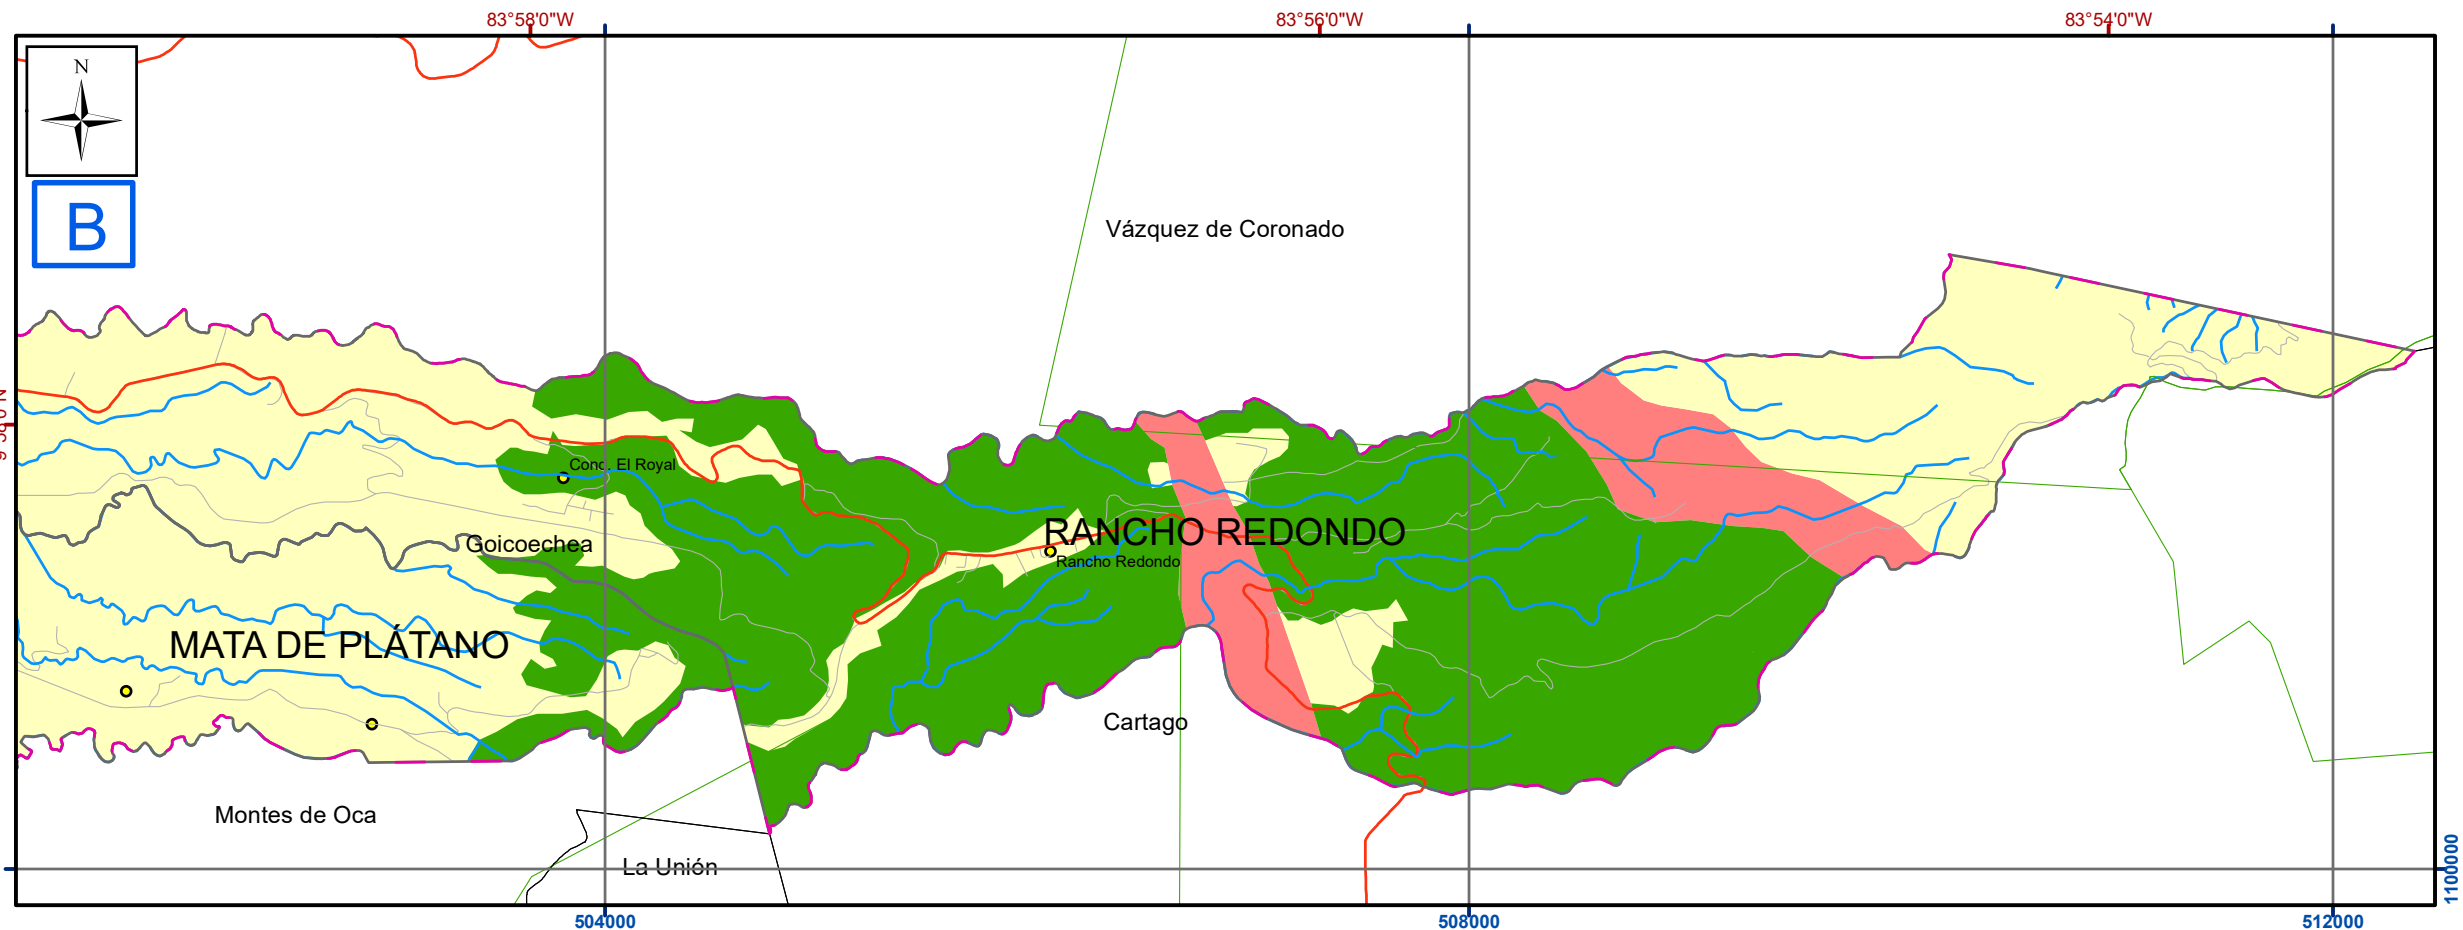 83°58'0"W
83°56'0"W
83°54'0"W
N
B
Vázquez de Coronado
Conc. El Royal
RANCHO REDONDO
Goicoechea
Rancho Redondo
MATA DE PLÁTANO
Cartago
Montes de Oca
La Unión
1100000
504000
508000
512000